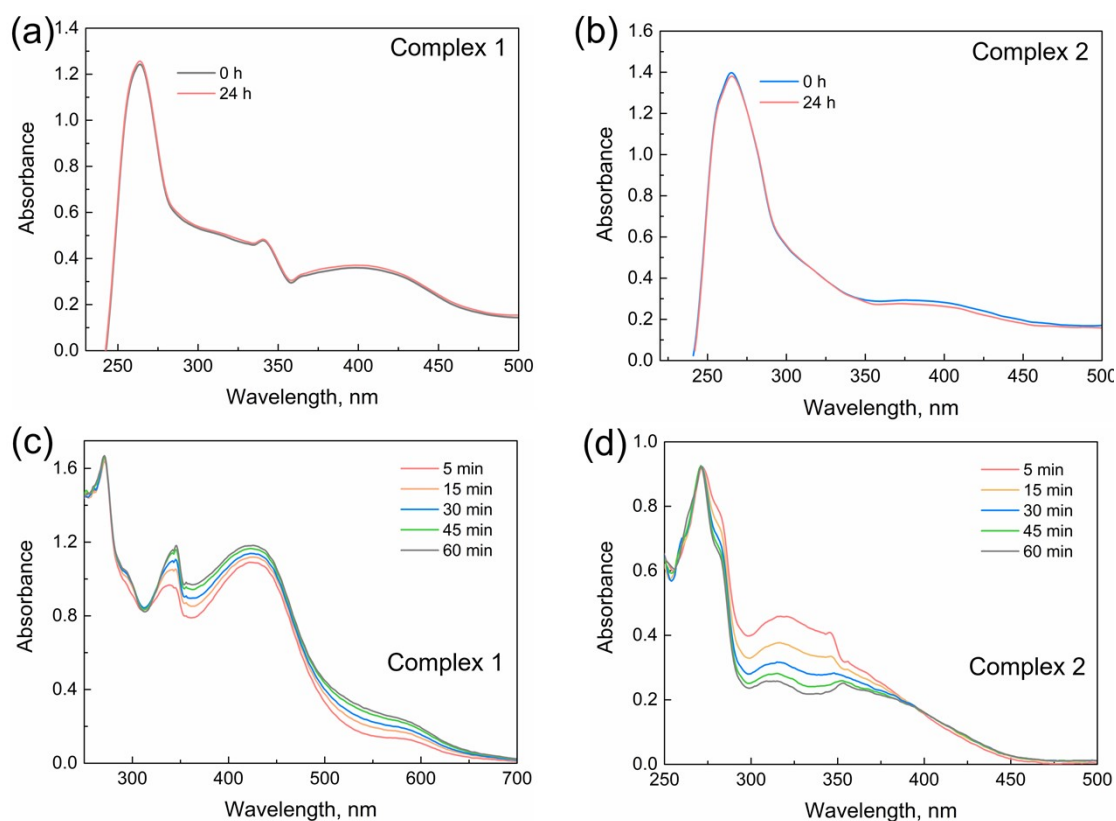 (a)
Complex 1
0 h
24 h
1.4
1.2
1.0
0.8
0.6
0.4
0.2
0.0
250 300 350 400 450 500
Absorbance
Wavelength, nm
(b)
Complex 2
0 h
24 h
1.6
1.4
1.2
1.0
0.8
0.6
0.4
0.2
0.0
250 300 350 400 450 500
Absorbance
Wavelength, nm
(c)
5 min
15 min
30 min
45 min
60 min
Complex 1
1.6
1.2
0.8
0.4
0.0
300 400 500 600 700
Absorbance
Wavelength, nm
(d)
5 min
15 min
30 min
45 min
60 min
Complex 2
1.0
0.8
0.6
0.4
0.2
0.0
250 300 350 400 450 500
Absorbance
Wavelength, nm